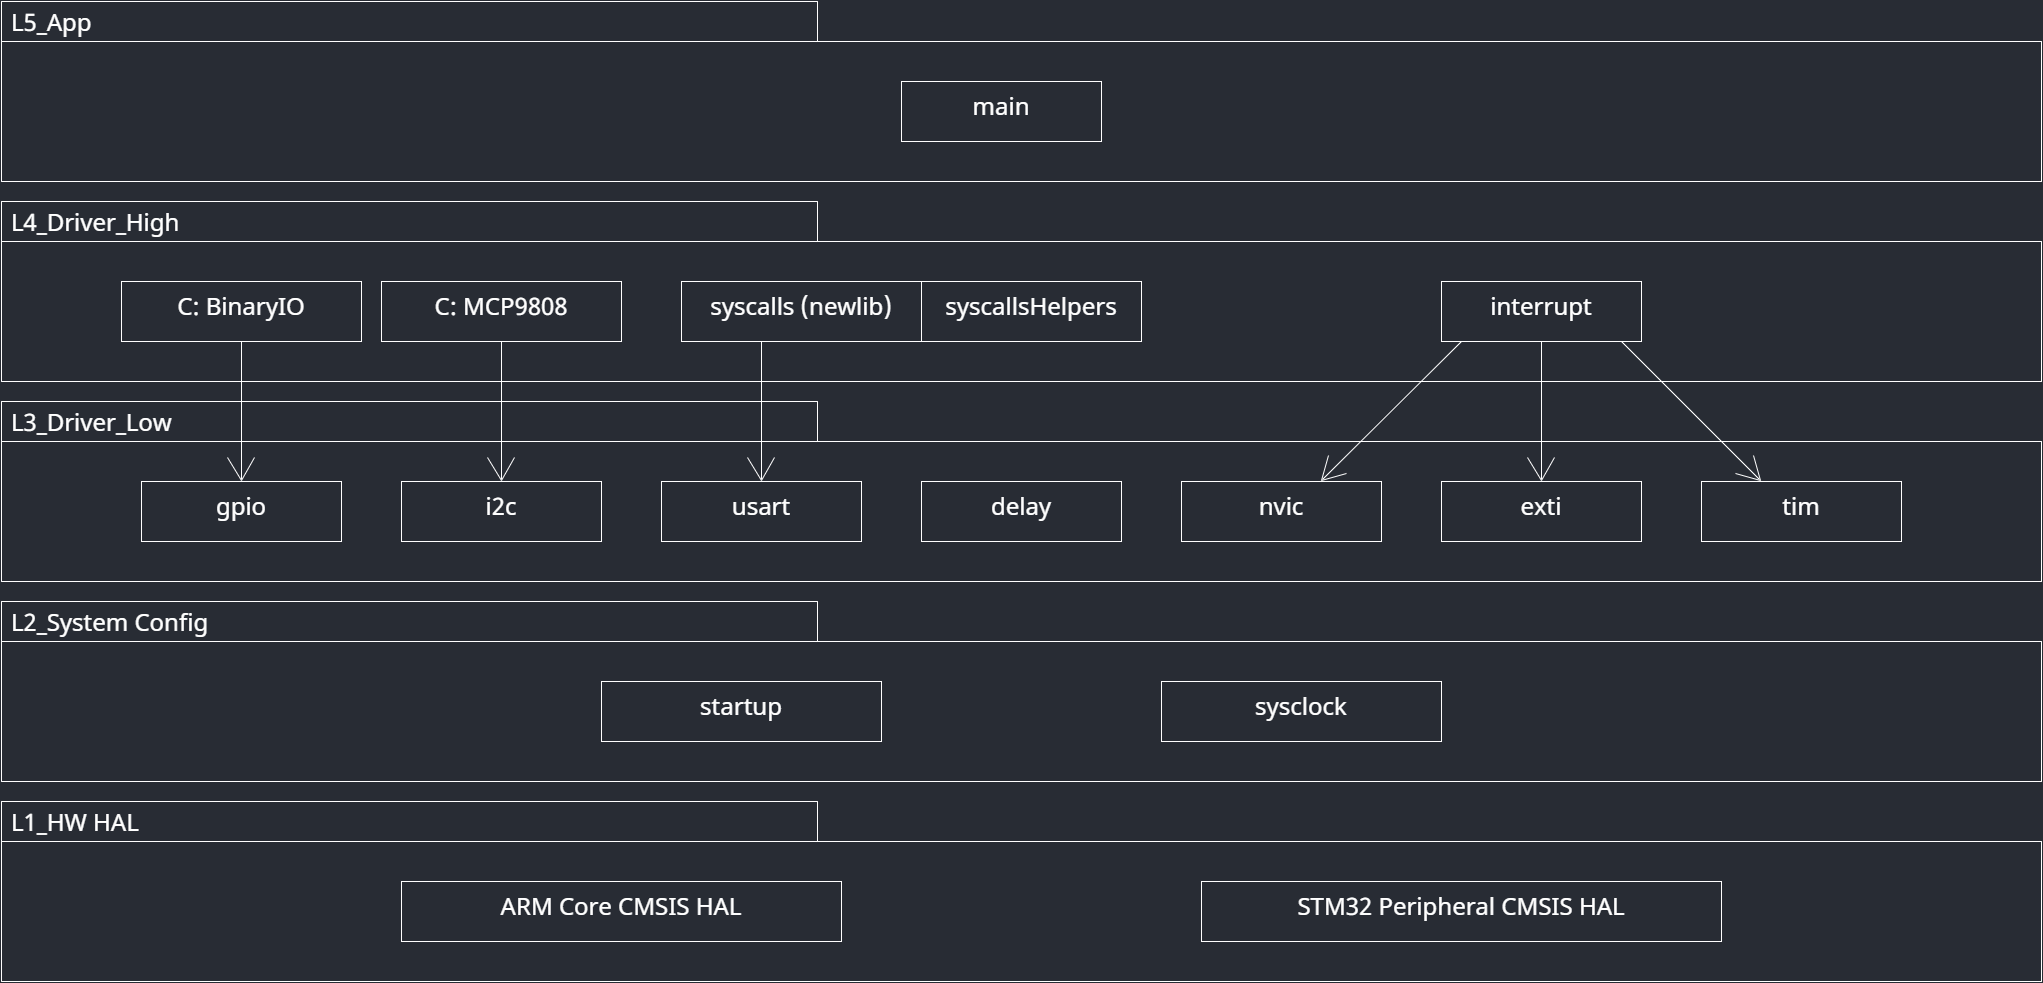 L5_App
main
L4_Driver_High
C: BinaryIO
C: MCP9808
syscalls (newlib)
syscallsHelpers
interrupt
L3_Driver_Low
gpio
i2c
usart
delay
nvic
exti
tim
L2_System Config
startup
sysclock
L1_HW HAL
ARM Core CMSIS HAL
STM32 Peripheral CMSIS HAL